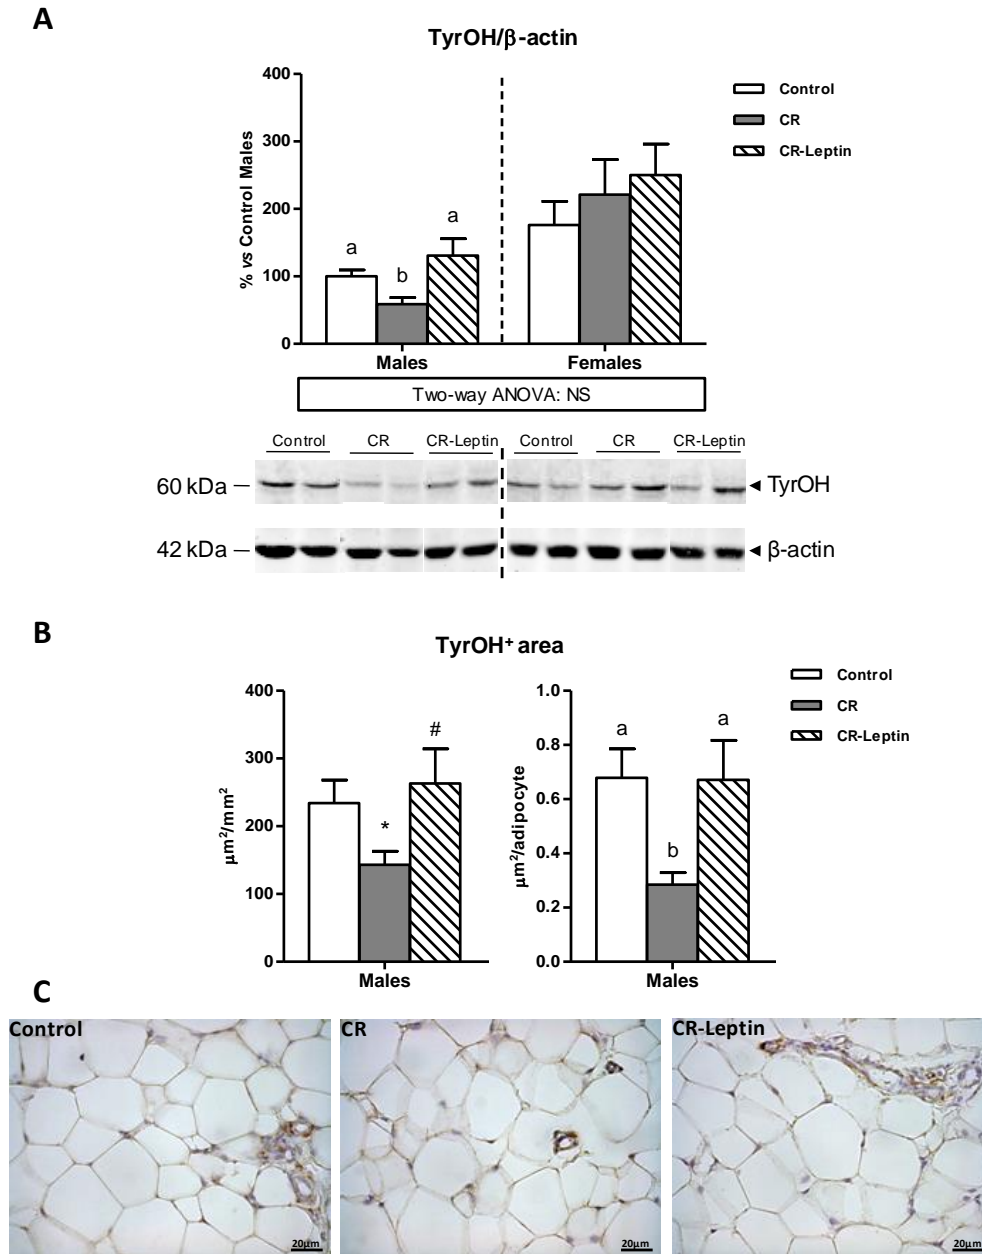 A
TyrOH/β-actin
400
300
200
100
0
% vs Control Males
a
b
a
Males
Females
Control
CR
CR-Leptin
Two-way ANOVA: NS
Control CR CR-Leptin Control CR CR-Leptin
60 kDa TyrOH
42 kDa β-actin
B
TyrOH⁺ area
400
300
200
100
0
μm²/mm²
*
#
Males
1.0
0.8
0.6
0.4
0.2
0.0
μm²/adipocyte
a
b
a
Males
Control
CR
CR-Leptin
C
Control
CR
CR-Leptin
20μm
20μm
20μm